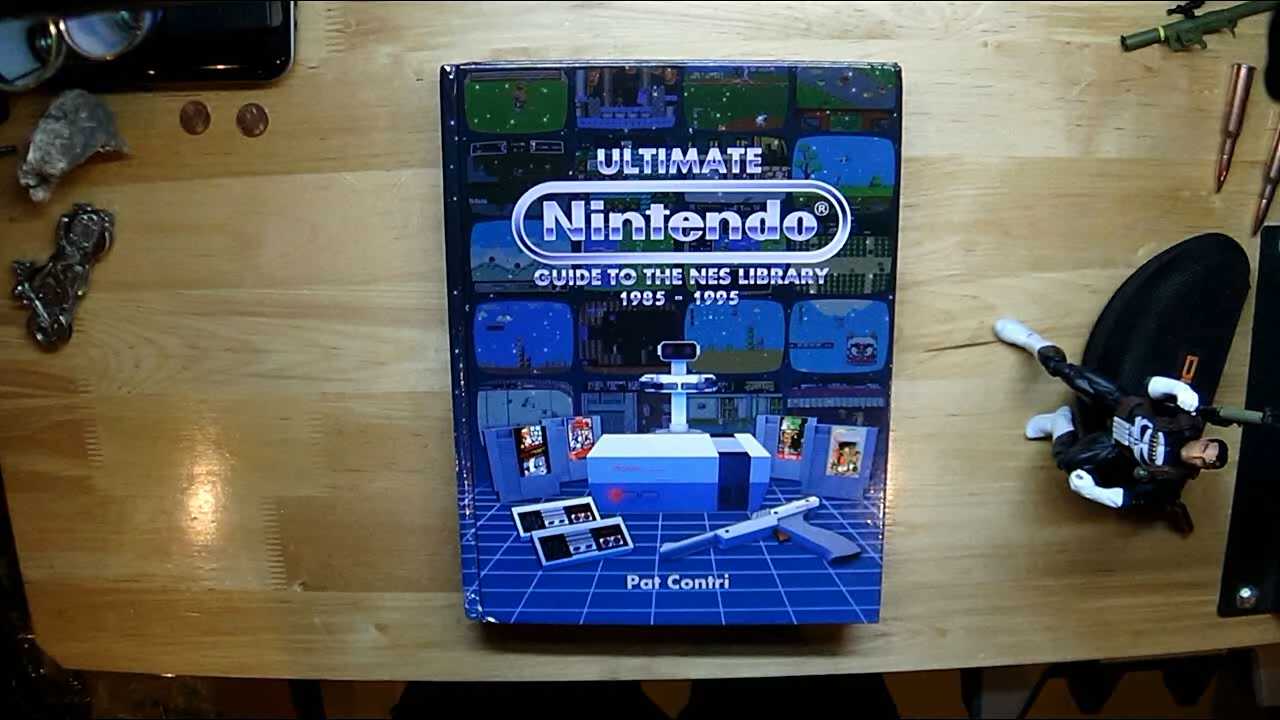 ULTIMATE
Nintendo®
GUIDE TO THE NES LIBRARY
1985 - 1995
Pat Contri